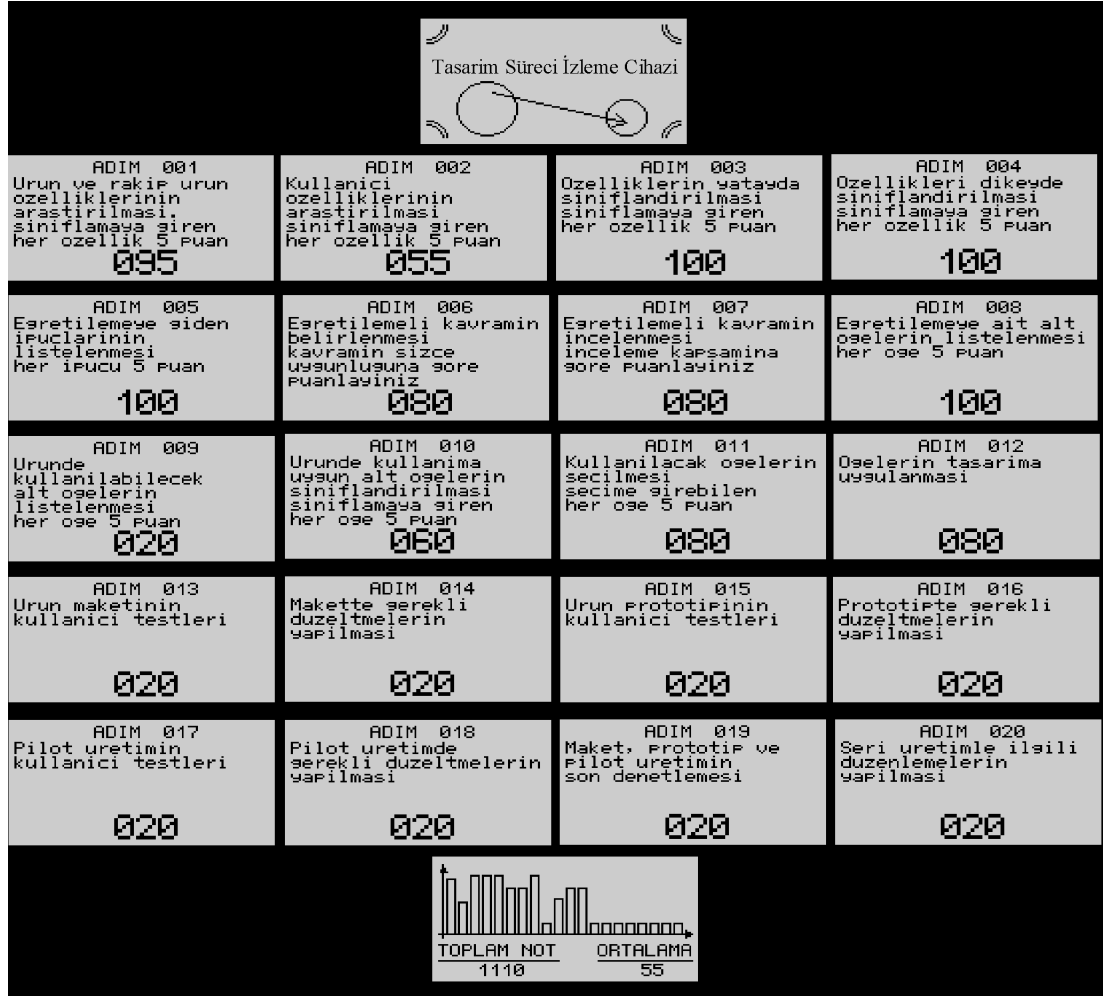 Tasarim Süreci İzleme Cihazi
ADIM 001
Urun ve rakip urun
ozelliklerinin
arastirilmasi.
siniflamaya giren
her ozellik 5 puan
095
ADIM 002
Kullanici
ozelliklerinin
arastirilmasi
siniflamaya giren
her ozellik 5 puan
055
ADIM 003
Ozelliklerin yatayda
siniflandirilmasi
siniflamaya giren
her ozellik 5 puan
100
ADIM 004
Ozellikleri dikeyde
siniflandirilmasi
siniflamaya giren
her ozellik 5 puan
100
ADIM 005
Egretilemeye giden
ipuclarinin
listelenmesi
her ipucu 5 puan
100
ADIM 006
Egretilemeli kavramin
belirlenmesi
kavramin sizce
uygunluguna gore
puanlayiniz
080
ADIM 007
Egretilemeli kavramin
incelenmesi
inceleme kapsamina
gore puanlayiniz
080
ADIM 008
Egretilemeye ait alt
ogelerin listelenmesi
her oge 5 puan
100
ADIM 009
Urunde
kullanilabilecek
alt ogelerin
listelenmesi
her oge 5 puan
020
ADIM 010
Urunde kullanima
uygun alt ogelerin
siniflandirilmasi
siniflamaya giren
her oge 5 puan
060
ADIM 011
Kullanilacak ogelerin
secilmesi
secime girebilen
her oge 5 puan
080
ADIM 012
Ogelerin tasarima
uygulanmasi
080
ADIM 013
Urun maketinin
kullanici testleri
020
ADIM 014
Makette gerekli
duzeltmelerin
yapilmasi
020
ADIM 015
Urun prototipinin
kullanici testleri
020
ADIM 016
Prototipte gerekli
duzeltmelerin
yapilmasi
020
ADIM 017
Pilot uretimin
kullanici testleri
020
ADIM 018
Pilot uretimde
gerekli duzeltmelerin
yapilmasi
020
ADIM 019
Maket, prototip ve
pilot uretimin
son denetlemesi
020
ADIM 020
Seri uretimle ilgili
duzenlemelerin
yapilmasi
020
TOPLAM NOT ORTALAMA
1110 55